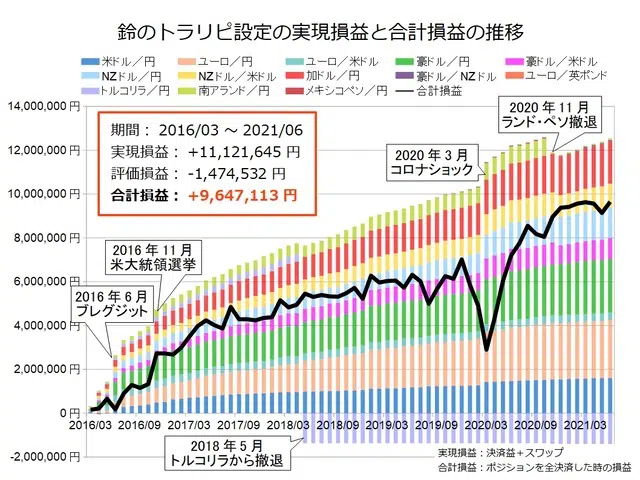 鈴のトラリピ設定の実現損益と合計損益の推移
米ドル／円 ユーロ／円 ユーロ／米ドル 豪ドル／円 豪ドル／米ドル
NZドル／円 NZドル／米ドル 加ドル／円 豪ドル／NZドル ユーロ／英ポンド
トルコリラ／円 南アランド／円 メキシコペソ／円 合計損益
14,000,000 円
12,000,000 円
10,000,000 円
8,000,000 円
6,000,000 円
4,000,000 円
2,000,000 円
0 円
-2,000,000 円
期間： 2016/03 ～ 2021/06
実現損益： +11,121,645 円
評価損益： -1,474,532 円
合計損益： +9,647,113 円
2016 年 6 月
ブレグジット
2016 年 11 月
米大統領選挙
2020 年 3 月
コロナショック
2020 年 11 月
ランド・ペソ撤退
2016/03 2016/09 2017/03 2017/09 2018/03 2018/09 2019/03 2019/09 2020/03 2020/09 2021/03
2018 年 5 月
トルコリラから撤退
実現損益：決済益＋スワップ
合計損益：ポジションを全決済した時の損益